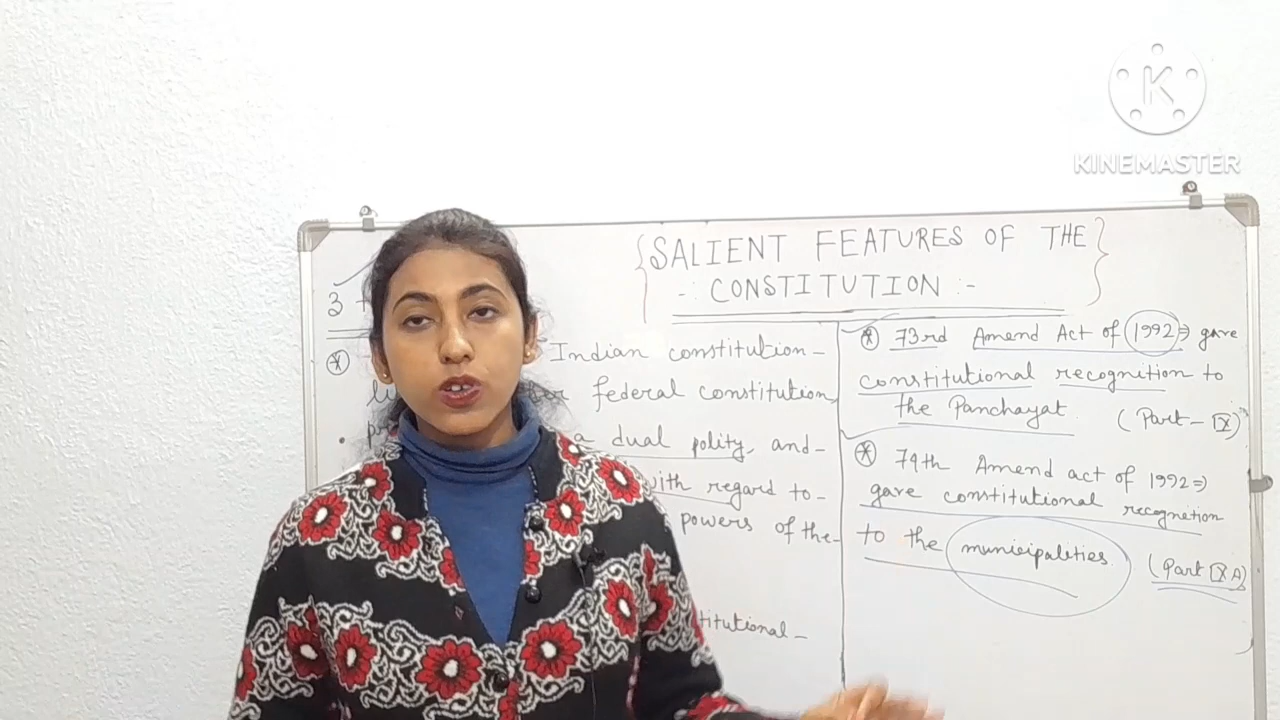 K
KINEMASTER
{SALIENT FEATURES OF THE
-: CONSTITUTION :-}
3
* Indian constitution -
federal constitution
a dual polity, and -
with regard to -
powers of the -
titutional -
* 73rd Amend Act of 1992 ⇒ gave
constitutional recognition to
the Panchayat (Part - IX)
* 74th Amend act of 1992 ⇒
gave constitutional recognetion
to the municipalities. (Part IX A)